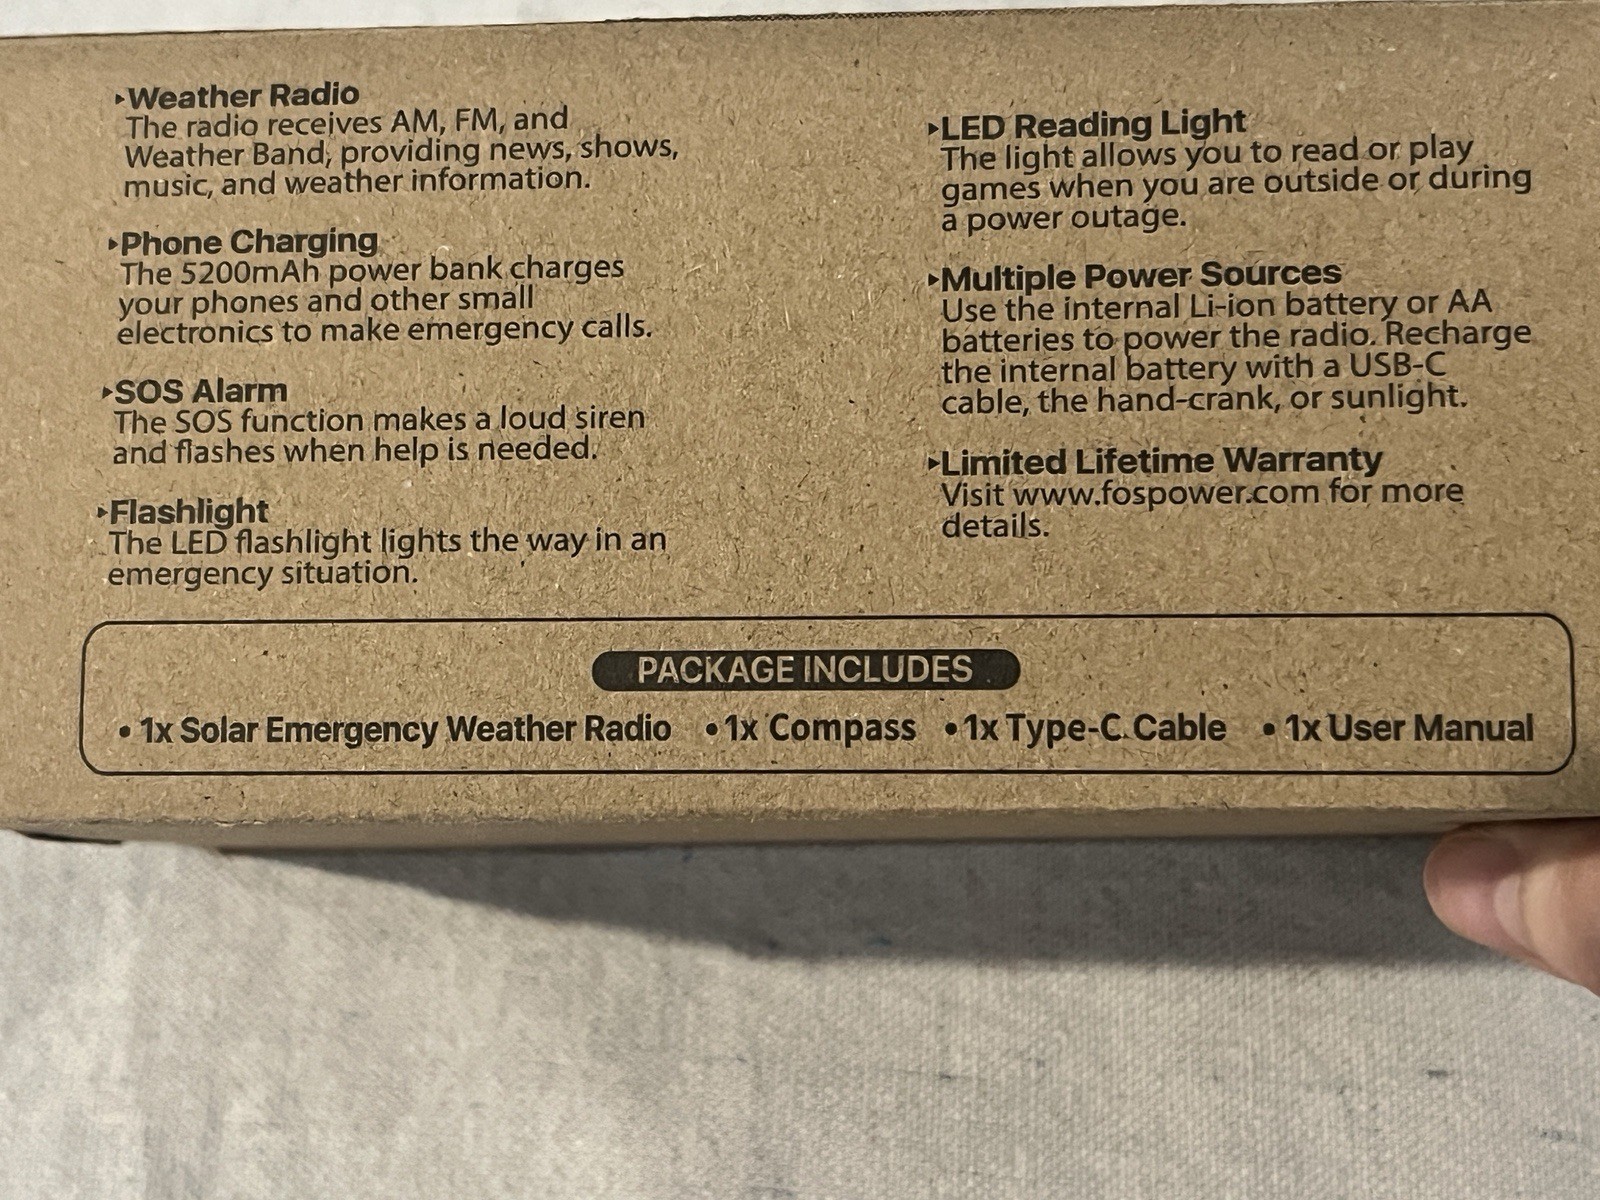 ▸Weather Radio
The radio receives AM, FM, and
Weather Band, providing news, shows,
music, and weather information.
▸Phone Charging
The 5200mAh power bank charges
your phones and other small
electronics to make emergency calls.
▸SOS Alarm
The SOS function makes a loud siren
and flashes when help is needed.
▸Flashlight
The LED flashlight lights the way in an
emergency situation.
▸LED Reading Light
The light allows you to read or play
games when you are outside or during
a power outage.
▸Multiple Power Sources
Use the internal Li-ion battery or AA
batteries to power the radio. Recharge
the internal battery with a USB-C
cable, the hand-crank, or sunlight.
▸Limited Lifetime Warranty
Visit www.fospower.com for more
details.
PACKAGE INCLUDES
• 1x Solar Emergency Weather Radio • 1x Compass • 1x Type-C Cable • 1x User Manual